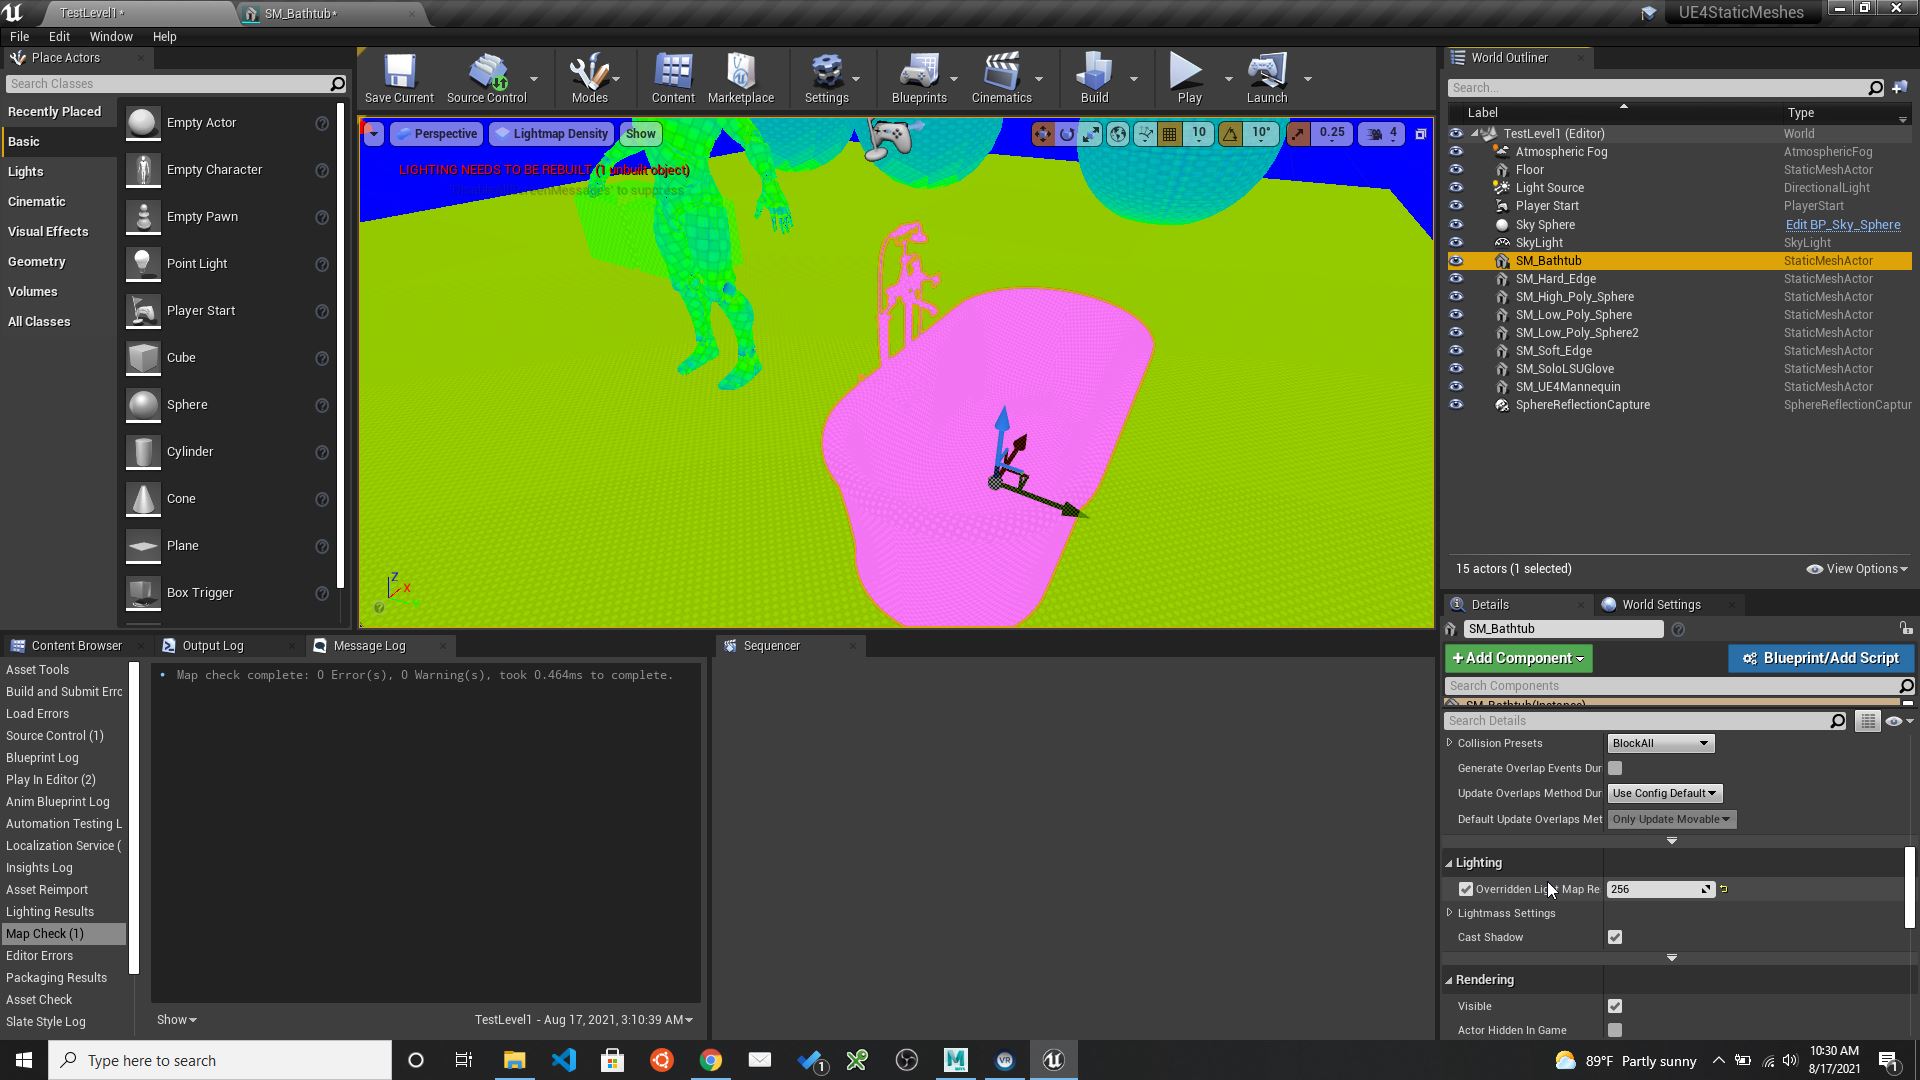 TestLevel1*
SM_Bathtub*
UE4StaticMeshes
File Edit Window Help
Place Actors
Search Classes
Recently Placed
Basic
Lights
Cinematic
Visual Effects
Geometry
Volumes
All Classes
Empty Actor
Empty Character
Empty Pawn
Point Light
Player Start
Cube
Sphere
Cylinder
Cone
Plane
Box Trigger
Save Current
Source Control
Modes
Content
Marketplace
Settings
Blueprints
Cinematics
Build
Play
Launch
Perspective
Lightmap Density
Show
10
10°
0.25
4
LIGHTING NEEDS TO BE REBUILT (1 unbuilt object)
to suppress
Z
X
World Outliner
Search...
Label Type
TestLevel1 (Editor) World
Atmospheric Fog AtmosphericFog
Floor StaticMeshActor
Light Source DirectionalLight
Player Start PlayerStart
Sky Sphere Edit BP_Sky_Sphere
SkyLight SkyLight
SM_Bathtub StaticMeshActor
SM_Hard_Edge StaticMeshActor
SM_High_Poly_Sphere StaticMeshActor
SM_Low_Poly_Sphere StaticMeshActor
SM_Low_Poly_Sphere2 StaticMeshActor
SM_Soft_Edge StaticMeshActor
SM_SoloLSUGlove StaticMeshActor
SM_UE4Mannequin StaticMeshActor
SphereReflectionCapture SphereReflectionCaptur
15 actors (1 selected)
View Options
Details
World Settings
SM_Bathtub
+Add Component
Blueprint/Add Script
Search Components
SM_Bathtub(Instance)
Search Details
Collision Presets BlockAll
Generate Overlap Events Dur
Update Overlaps Method Dur Use Config Default
Default Update Overlaps Met Only Update Movable
Lighting
Overridden Light Map Re 256
Lightmass Settings
Cast Shadow
Rendering
Visible
Actor Hidden In Game
Content Browser
Output Log
Message Log
Sequencer
Asset Tools
Build and Submit Errc
Load Errors
Source Control (1)
Blueprint Log
Play In Editor (2)
Anim Blueprint Log
Automation Testing L
Localization Service (
Insights Log
Asset Reimport
Lighting Results
Map Check (1)
Editor Errors
Packaging Results
Asset Check
Slate Style Log
Map check complete: 0 Error(s), 0 Warning(s), took 0.464ms to complete.
Show
TestLevel1 - Aug 17, 2021, 3:10:39 AM
Type here to search
89°F Partly sunny
10:30 AM
8/17/2021